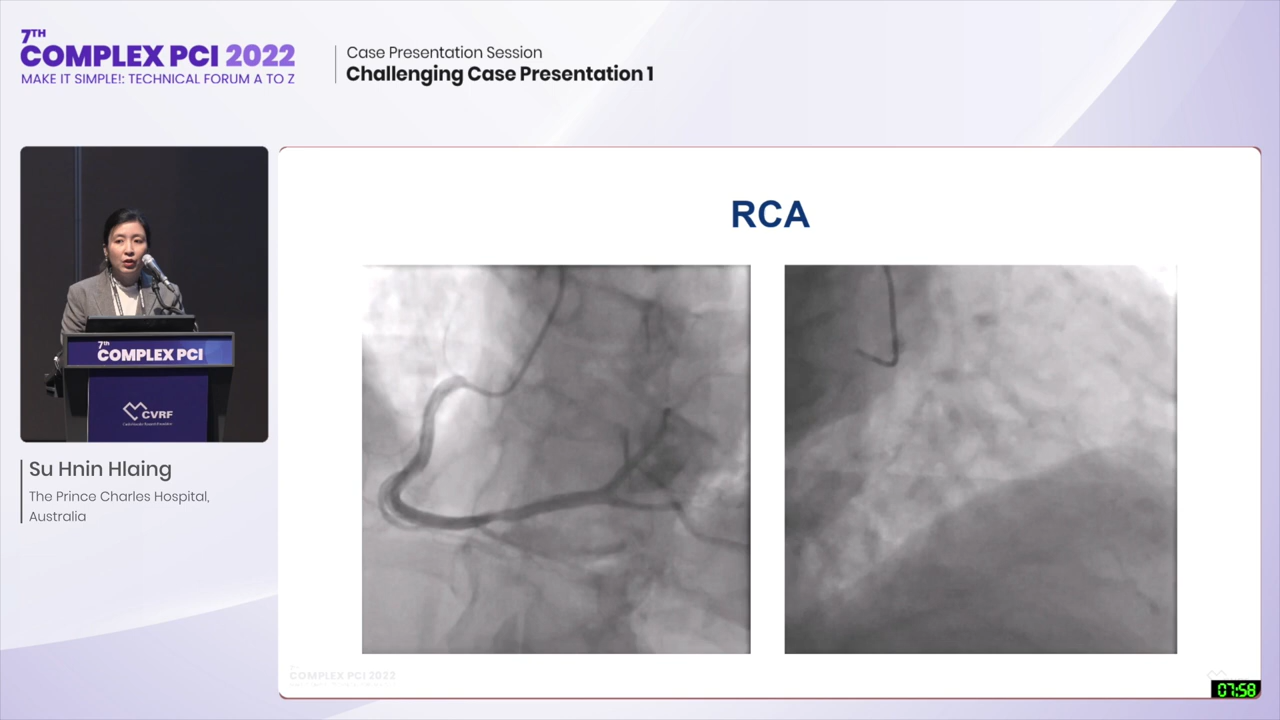 7TH
COMPLEX PCI 2022
MAKE IT SIMPLE!: TECHNICAL FORUM A TO Z
Case Presentation Session
Challenging Case Presentation 1
RCA
7th
COMPLEX PCI
CVRF
Su Hnin Hlaing
The Prince Charles Hospital,
Australia
COMPLEX PCI 2022
07:58